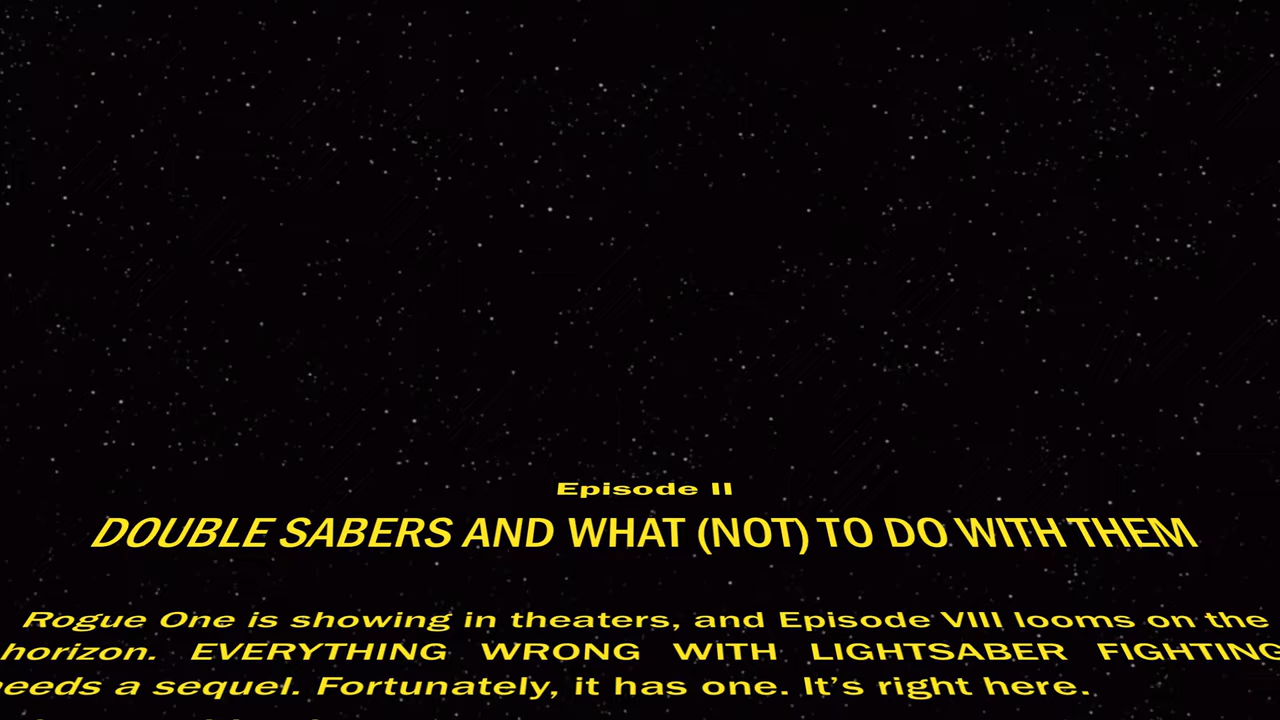 Episode II
DOUBLE SABERS AND WHAT (NOT) TO DO WITH THEM
Rogue One is showing in theaters, and Episode VIII looms on the
horizon. EVERYTHING WRONG WITH LIGHTSABER FIGHTING
needs a sequel. Fortunately, it has one. It’s right here.